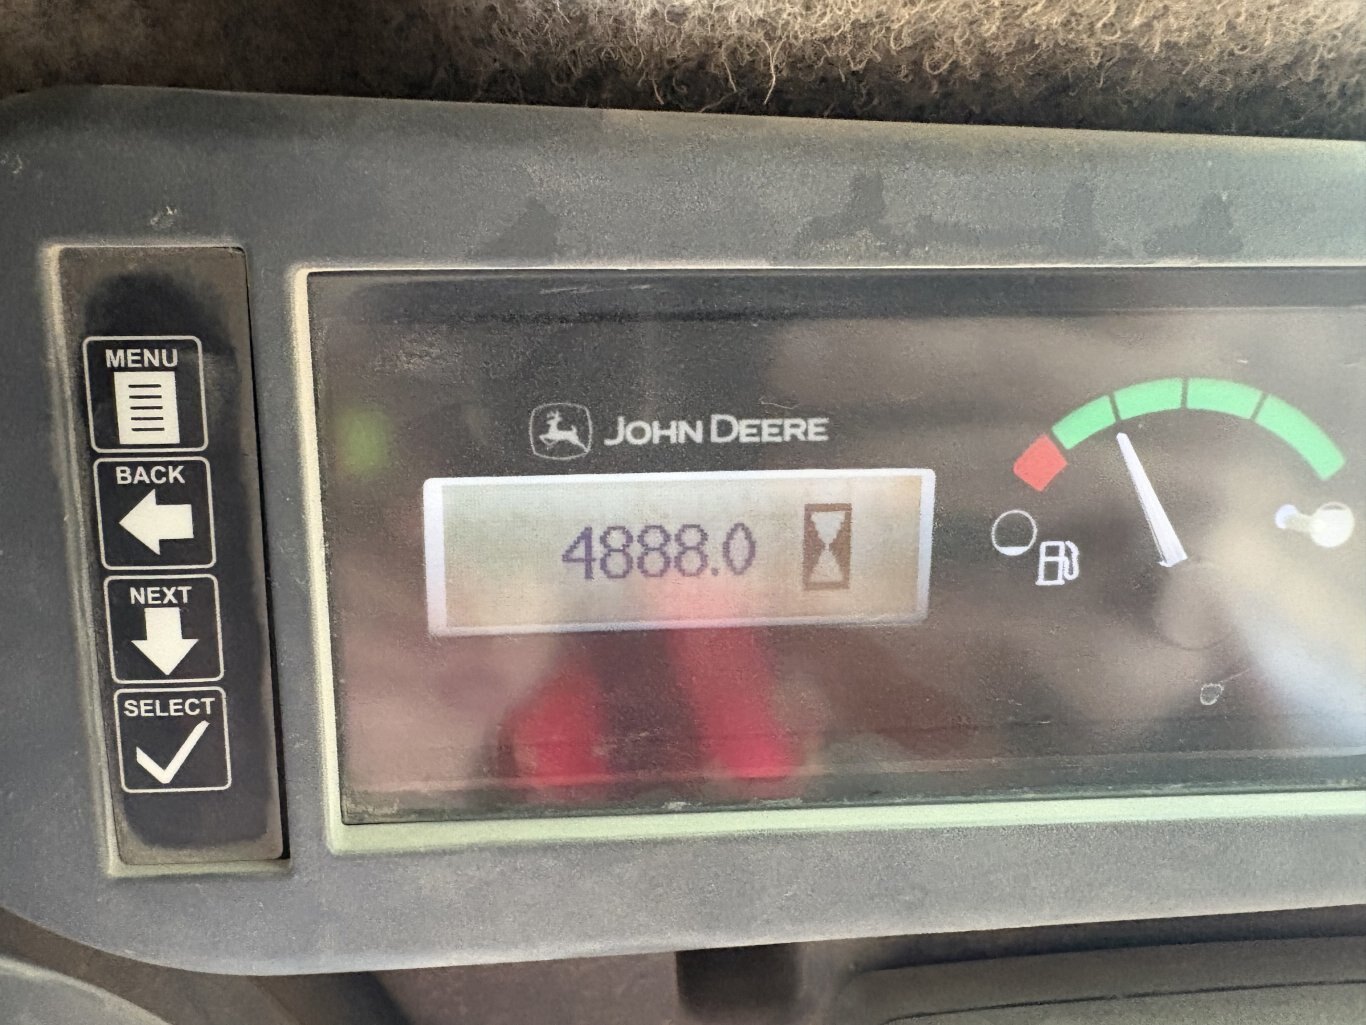 MENU
BACK
NEXT
SELECT
JOHN DEERE
4888.0